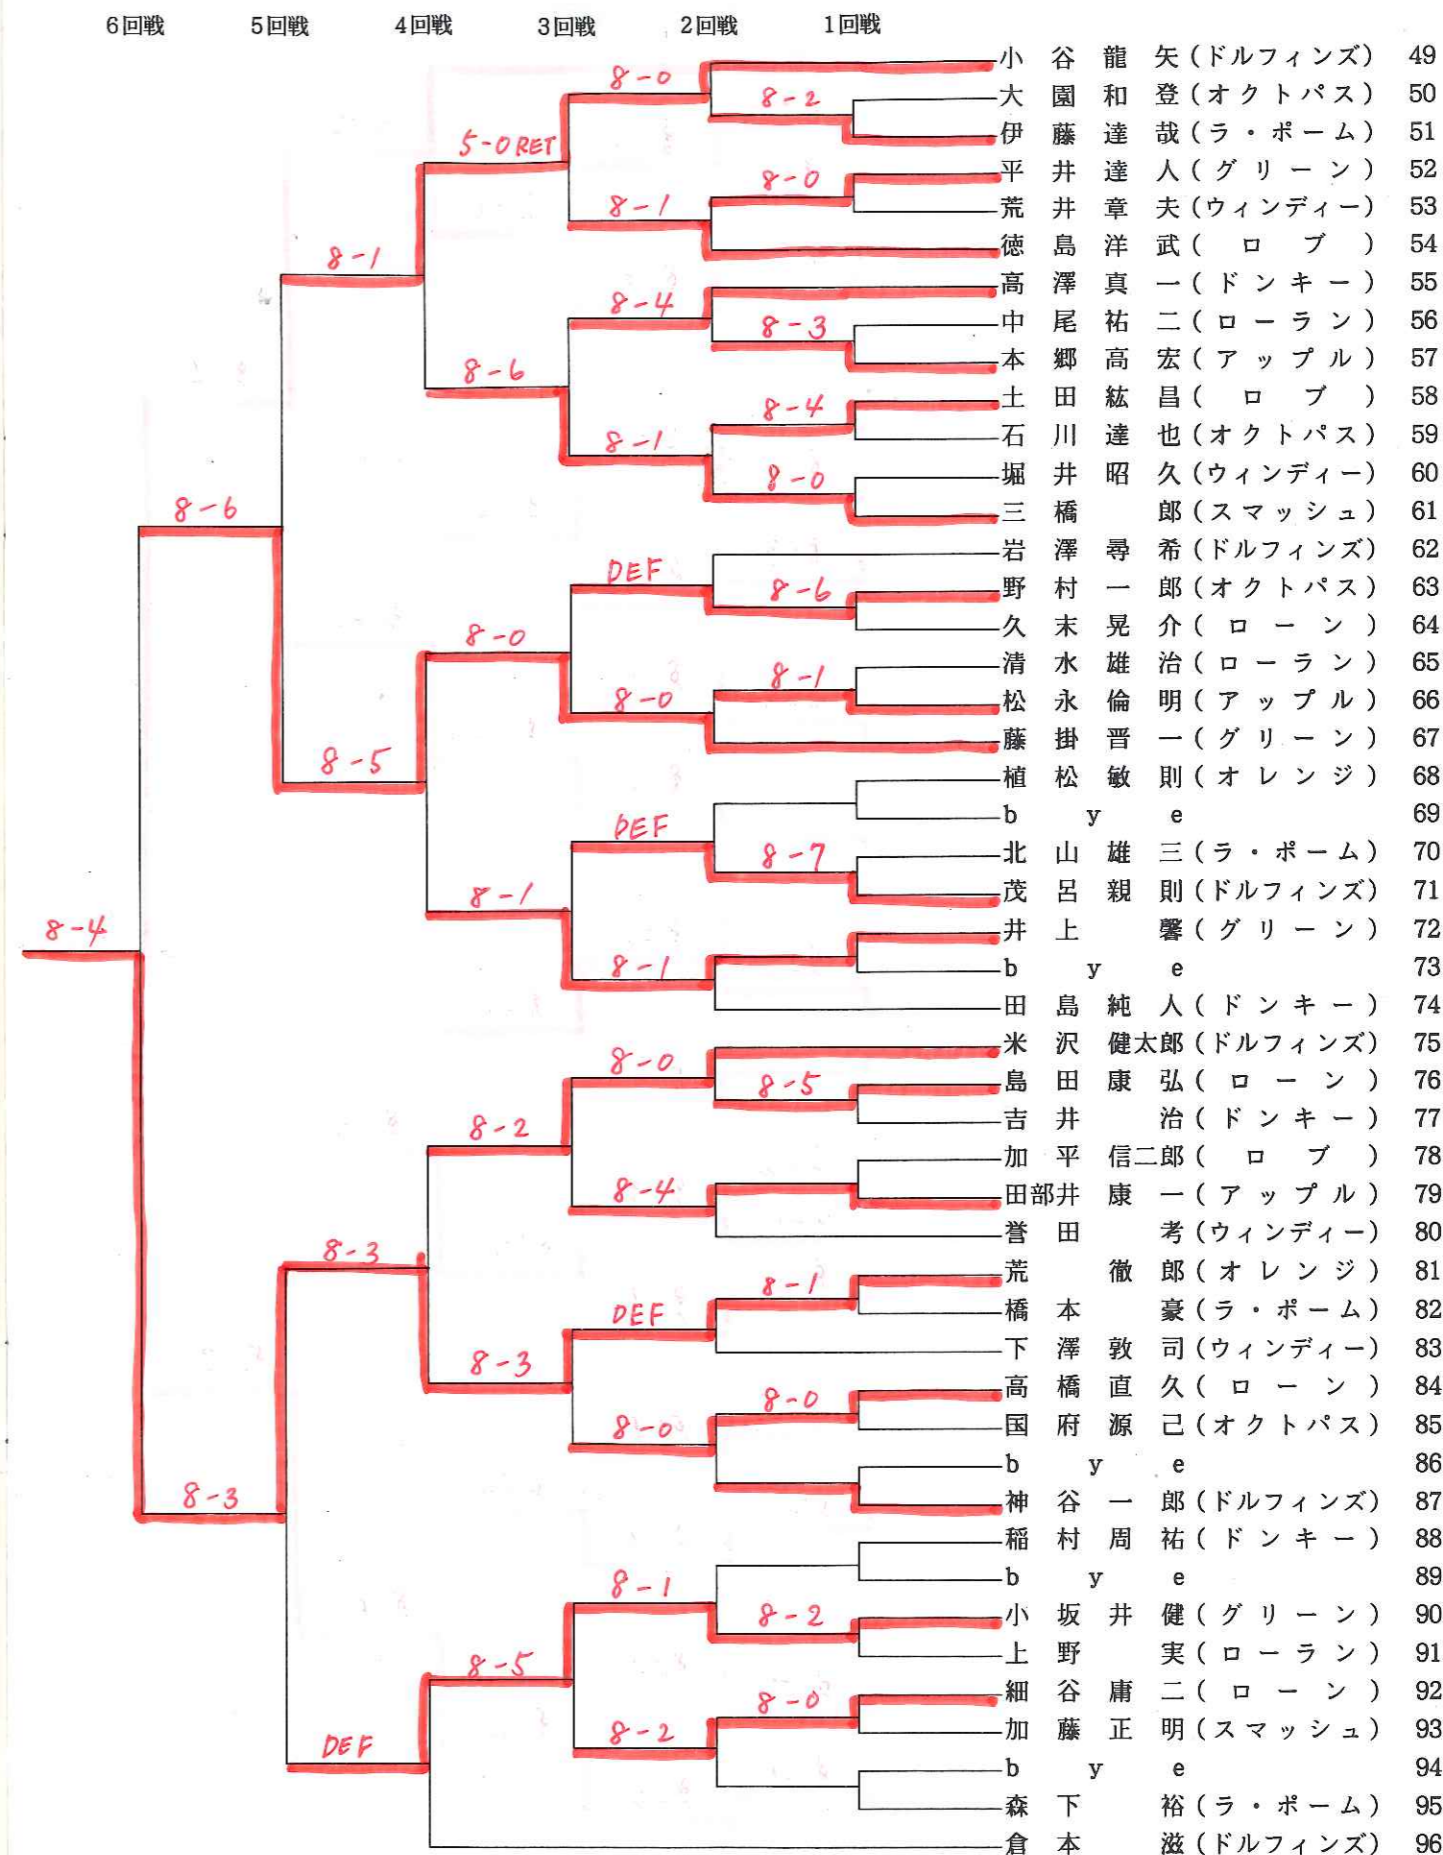 6回戦 5回戦 4回戦 3回戦 2回戦 1回戦
小谷龍矢(ドルフィンズ) 49
8-0
大園和登(オクトパス) 50
8-2
伊藤達哉(ラ・ポーム) 51
5-0 RET
平井達人(グリーン) 52
8-0
荒井章夫(ウィンディー) 53
8-1
徳島洋武(ロブ) 54
8-1
高澤真一(ドンキー) 55
8-4
中尾祐二(ローラン) 56
8-3
本郷高宏(アップル) 57
8-6
土田紘昌(ロブ) 58
8-4
石川達也(オクトパス) 59
8-1
堀井昭久(ウィンディー) 60
8-0
三橋郎(スマッシュ) 61
8-6
岩澤尋希(ドルフィンズ) 62
DEF
野村一郎(オクトパス) 63
8-6
久末晃介(ローン) 64
8-0
清水雄治(ローラン) 65
8-1
松永倫明(アップル) 66
8-0
藤掛晋一(グリーン) 67
8-5
植松敏則(オレンジ) 68
bye 69
DEF
北山雄三(ラ・ポーム) 70
8-7
茂呂親則(ドルフィンズ) 71
8-1
井上馨(グリーン) 72
8-4
bye 73
8-1
田島純人(ドンキー) 74
米沢健太郎(ドルフィンズ) 75
8-0
島田康弘(ローン) 76
8-5
吉井治(ドンキー) 77
8-2
加平信二郎(ロブ) 78
田部井康一(アップル) 79
8-4
誉田考(ウィンディー) 80
8-3
荒徹郎(オレンジ) 81
8-1
橋本豪(ラ・ポーム) 82
DEF
下澤敦司(ウィンディー) 83
8-3
高橋直久(ローン) 84
8-0
国府源己(オクトパス) 85
8-0
bye 86
神谷一郎(ドルフィンズ) 87
8-3
稲村周祐(ドンキー) 88
bye 89
8-1
小坂井健(グリーン) 90
8-2
上野実(ローラン) 91
8-5
細谷庸二(ローン) 92
8-0
加藤正明(スマッシュ) 93
8-2
DEF
bye 94
森下裕(ラ・ポーム) 95
倉本滋(ドルフィンズ) 96